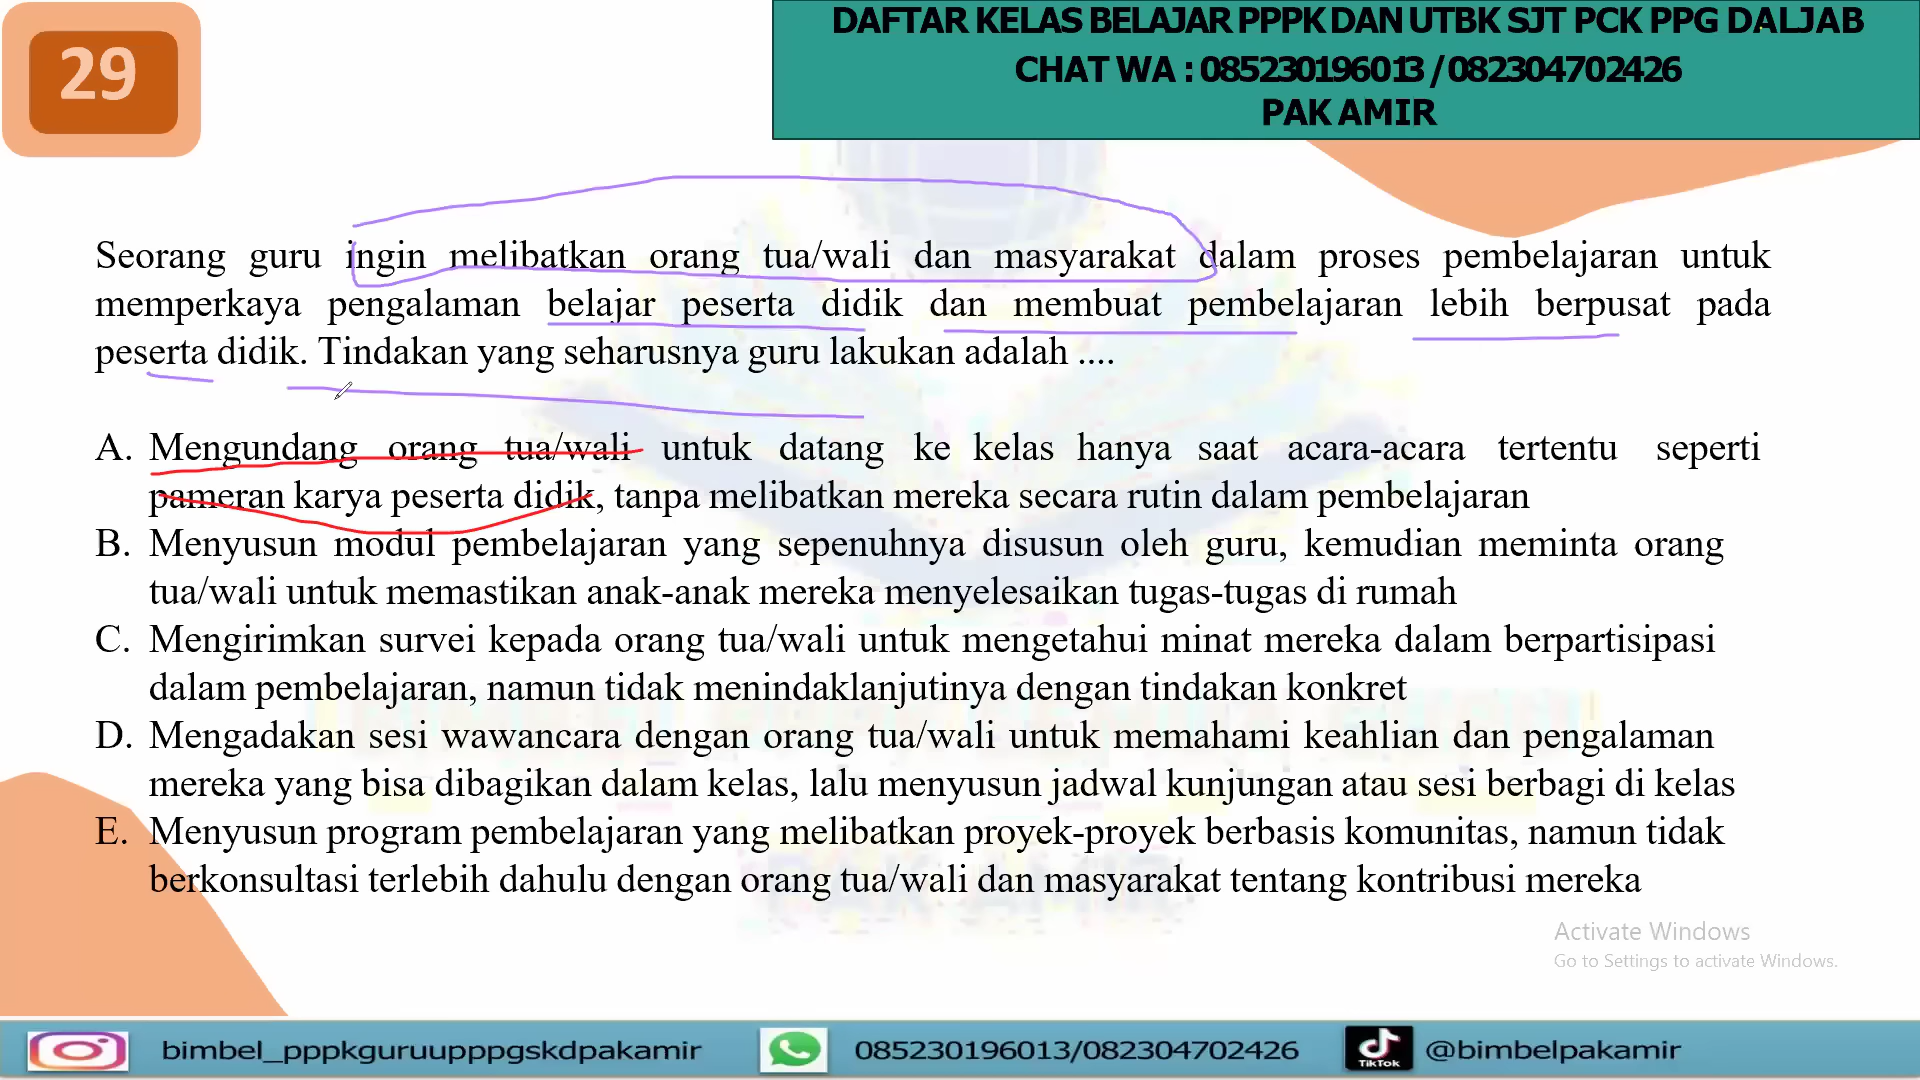 29
DAFTAR KELAS BELAJAR PPPK DAN UTBK SJT PCK PPG DALJAB
CHAT WA : 085230196013 / 082304702426
PAK AMIR
Seorang guru ingin melibatkan orang tua/wali dan masyarakat dalam proses pembelajaran untuk
memperkaya pengalaman belajar peserta didik dan membuat pembelajaran lebih berpusat pada
peserta didik. Tindakan yang seharusnya guru lakukan adalah ....
A. Mengundang orang tua/wali untuk datang ke kelas hanya saat acara-acara tertentu seperti
pameran karya peserta didik, tanpa melibatkan mereka secara rutin dalam pembelajaran
B. Menyusun modul pembelajaran yang sepenuhnya disusun oleh guru, kemudian meminta orang
tua/wali untuk memastikan anak-anak mereka menyelesaikan tugas-tugas di rumah
C. Mengirimkan survei kepada orang tua/wali untuk mengetahui minat mereka dalam berpartisipasi
dalam pembelajaran, namun tidak menindaklanjutinya dengan tindakan konkret
D. Mengadakan sesi wawancara dengan orang tua/wali untuk memahami keahlian dan pengalaman
mereka yang bisa dibagikan dalam kelas, lalu menyusun jadwal kunjungan atau sesi berbagi di kelas
E. Menyusun program pembelajaran yang melibatkan proyek-proyek berbasis komunitas, namun tidak
berkonsultasi terlebih dahulu dengan orang tua/wali dan masyarakat tentang kontribusi mereka
PAK AMIR
Activate Windows
Go to Settings to activate Windows.
bimbel_pppkguruupppgskdpakamir
085230196013/082304702426
TikTok
@bimbelpakamir